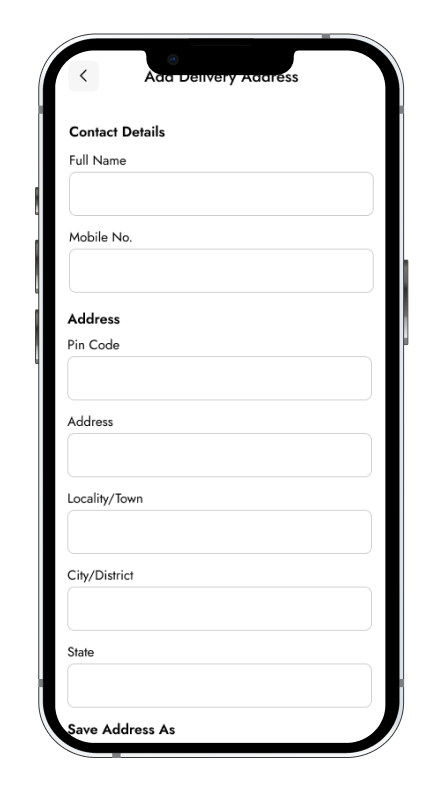 Add Delivery Address
Contact Details
Full Name
Mobile No.
Address
Pin Code
Address
Locality/Town
City/District
State
Save Address As